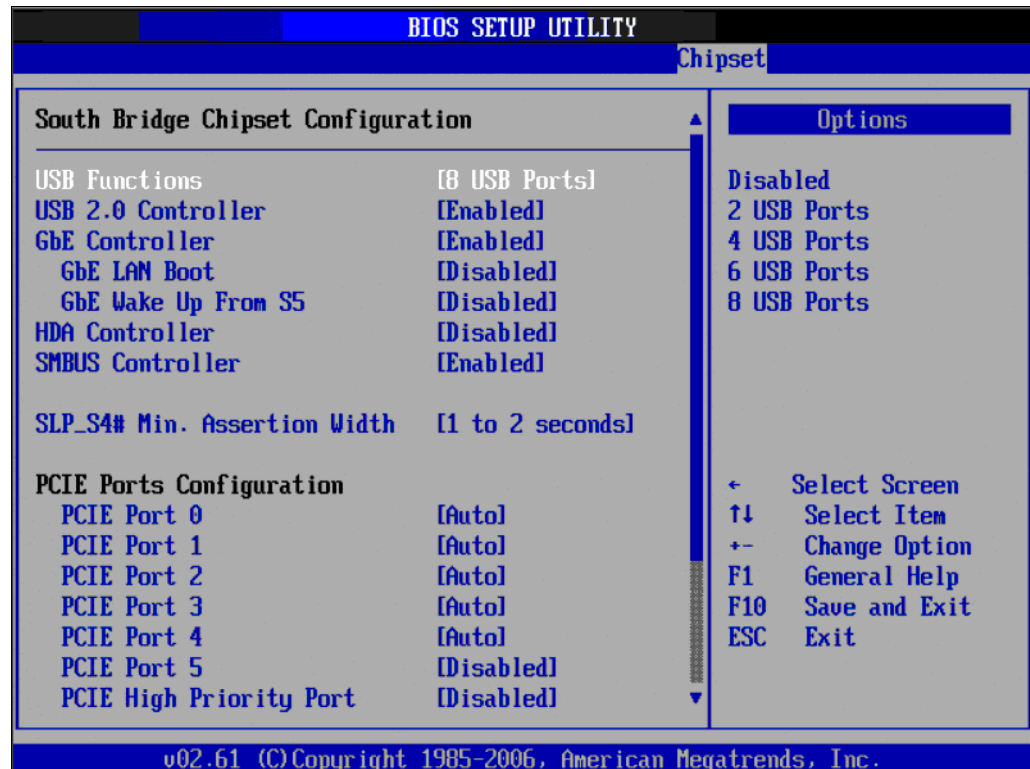 BIOS SETUP UTILITY
Chipset
South Bridge Chipset Configuration
USB Functions [8 USB Ports]
USB 2.0 Controller [Enabled]
GbE Controller [Enabled]
GbE LAN Boot [Disabled]
GbE Wake Up From S5 [Disabled]
HDA Controller [Disabled]
SMBUS Controller [Enabled]
SLP_S4# Min. Assertion Width [1 to 2 seconds]
PCIE Ports Configuration
PCIE Port 0 [Auto]
PCIE Port 1 [Auto]
PCIE Port 2 [Auto]
PCIE Port 3 [Auto]
PCIE Port 4 [Auto]
PCIE Port 5 [Disabled]
PCIE High Priority Port [Disabled]
Options
Disabled
2 USB Ports
4 USB Ports
6 USB Ports
8 USB Ports
← Select Screen
↑↓ Select Item
+- Change Option
F1 General Help
F10 Save and Exit
ESC Exit
v02.61 (C)Copyright 1985-2006, American Megatrends, Inc.